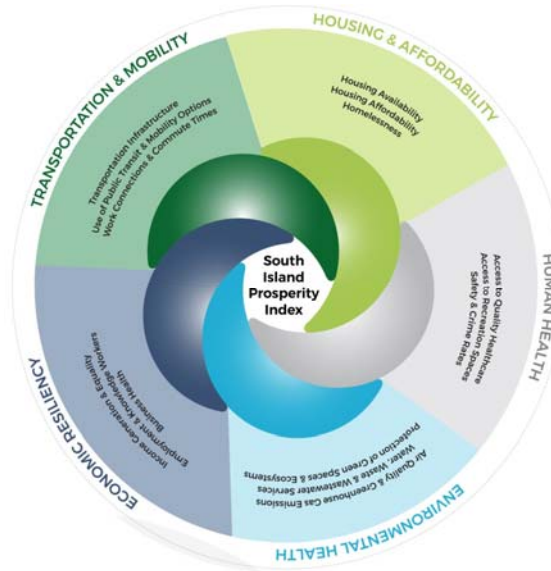 TRANSPORTATION & MOBILITY
Transportation Infrastructure
Use of Public Transit & Mobility Options
Work Connections & Commute Times
HOUSING & AFFORDABILITY
Housing Availability
Housing Affordability
Homelessness
HUMAN HEALTH
Access to Quality Healthcare
Access to Recreation Spaces
Safety & Crime Rates
ENVIRONMENTAL HEALTH
Air Quality & Greenhouse Gas Emissions
Water, Waste & Wastewater Services
Protection of Green Spaces & Ecosystems
ECONOMIC RESILIENCY
Income Generation & Equality
Employment & Knowledge Workers
Business Health
South
Island
Prosperity
Index